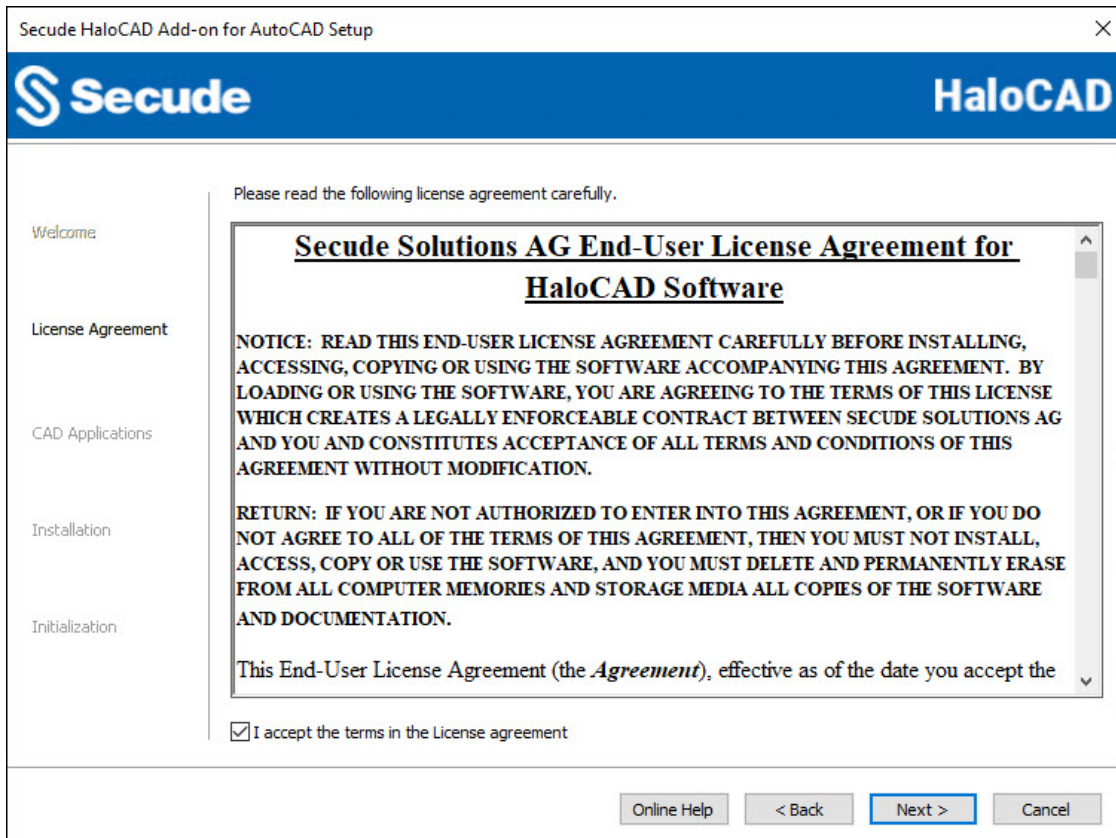 Secude HaloCAD Add-on for AutoCAD Setup
Secude
HaloCAD
Please read the following license agreement carefully.
Welcome
License Agreement
CAD Applications
Installation
Initialization
Secude Solutions AG End-User License Agreement for
HaloCAD Software
NOTICE: READ THIS END-USER LICENSE AGREEMENT CAREFULLY BEFORE INSTALLING,
ACCESSING, COPYING OR USING THE SOFTWARE ACCOMPANYING THIS AGREEMENT. BY
LOADING OR USING THE SOFTWARE, YOU ARE AGREEING TO THE TERMS OF THIS LICENSE
WHICH CREATES A LEGALLY ENFORCEABLE CONTRACT BETWEEN SECUDE SOLUTIONS AG
AND YOU AND CONSTITUTES ACCEPTANCE OF ALL TERMS AND CONDITIONS OF THIS
AGREEMENT WITHOUT MODIFICATION.
RETURN: IF YOU ARE NOT AUTHORIZED TO ENTER INTO THIS AGREEMENT, OR IF YOU DO
NOT AGREE TO ALL OF THE TERMS OF THIS AGREEMENT, THEN YOU MUST NOT INSTALL,
ACCESS, COPY OR USE THE SOFTWARE, AND YOU MUST DELETE AND PERMANENTLY ERASE
FROM ALL COMPUTER MEMORIES AND STORAGE MEDIA ALL COPIES OF THE SOFTWARE
AND DOCUMENTATION.
This End-User License Agreement (the Agreement), effective as of the date you accept the
I accept the terms in the License agreement
Online Help
< Back
Next >
Cancel